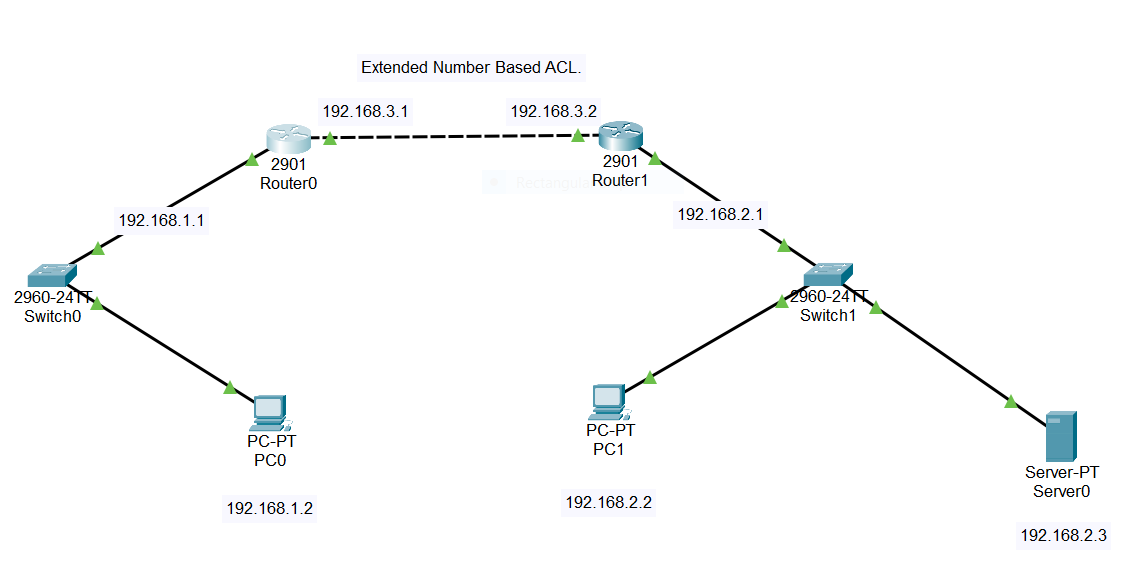 Extended Number Based ACL.
192.168.3.1
192.168.3.2
2901
Router0
2901
Router1
Rectangula
192.168.1.1
192.168.2.1
2960-24TT
Switch0
2960-24TT
Switch1
PC-PT
PC0
PC-PT
PC1
Server-PT
Server0
192.168.1.2
192.168.2.2
192.168.2.3